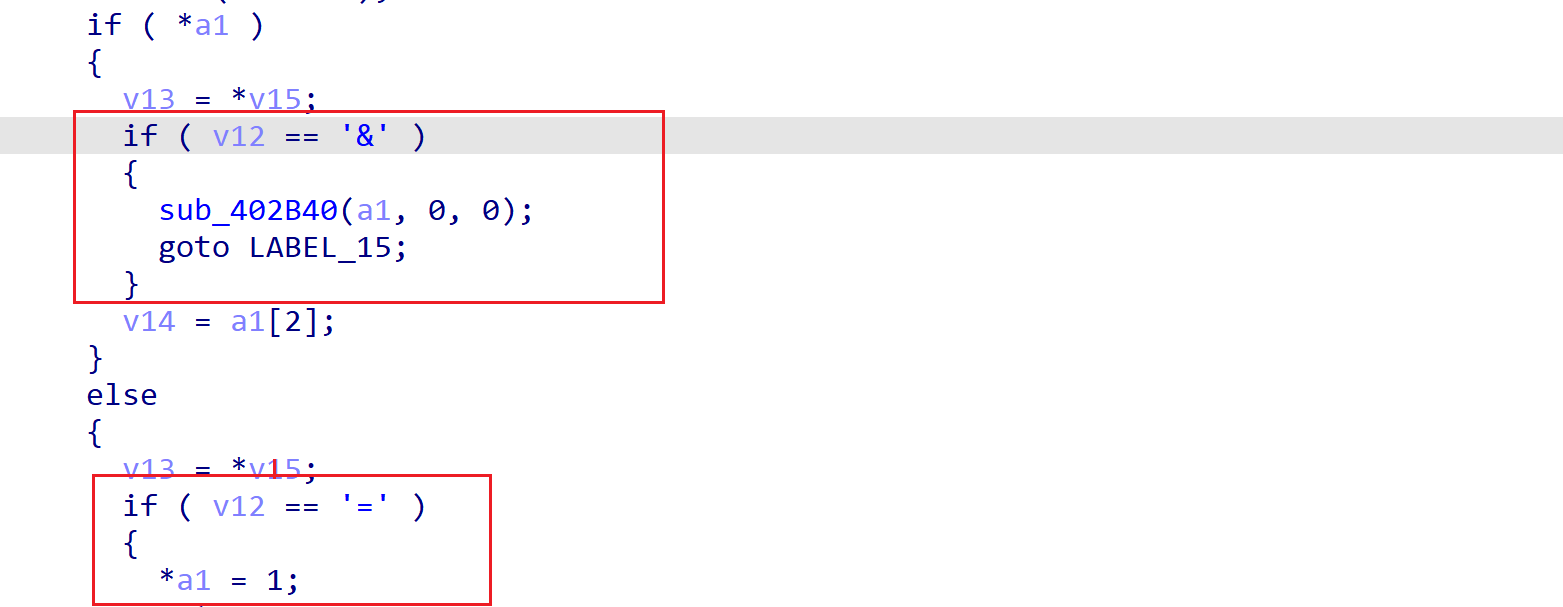 if ( *a1 )
{
v13 = *v15;
if ( v12 == '&' )
{
sub_402B40(a1, 0, 0);
goto LABEL_15;
}
v14 = a1[2];
}
else
{
v13 = *v15;
if ( v12 == '=' )
{
*a1 = 1;